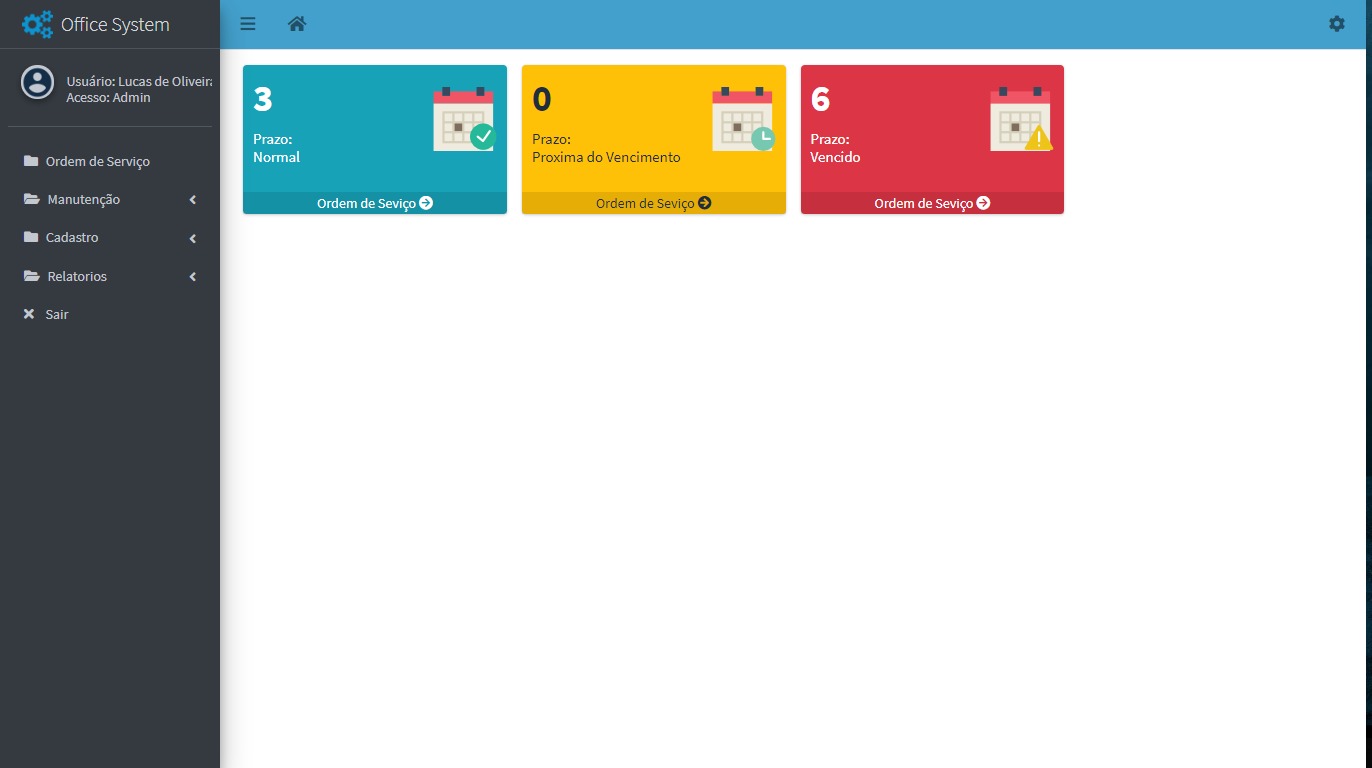 Office System
Usuário: Lucas de Oliveira
Acesso: Admin
Ordem de Serviço
Manutenção
Cadastro
Relatorios
Sair
3
Prazo:
Normal
Ordem de Seviço
0
Prazo:
Proxima do Vencimento
Ordem de Seviço
6
Prazo:
Vencido
Ordem de Seviço